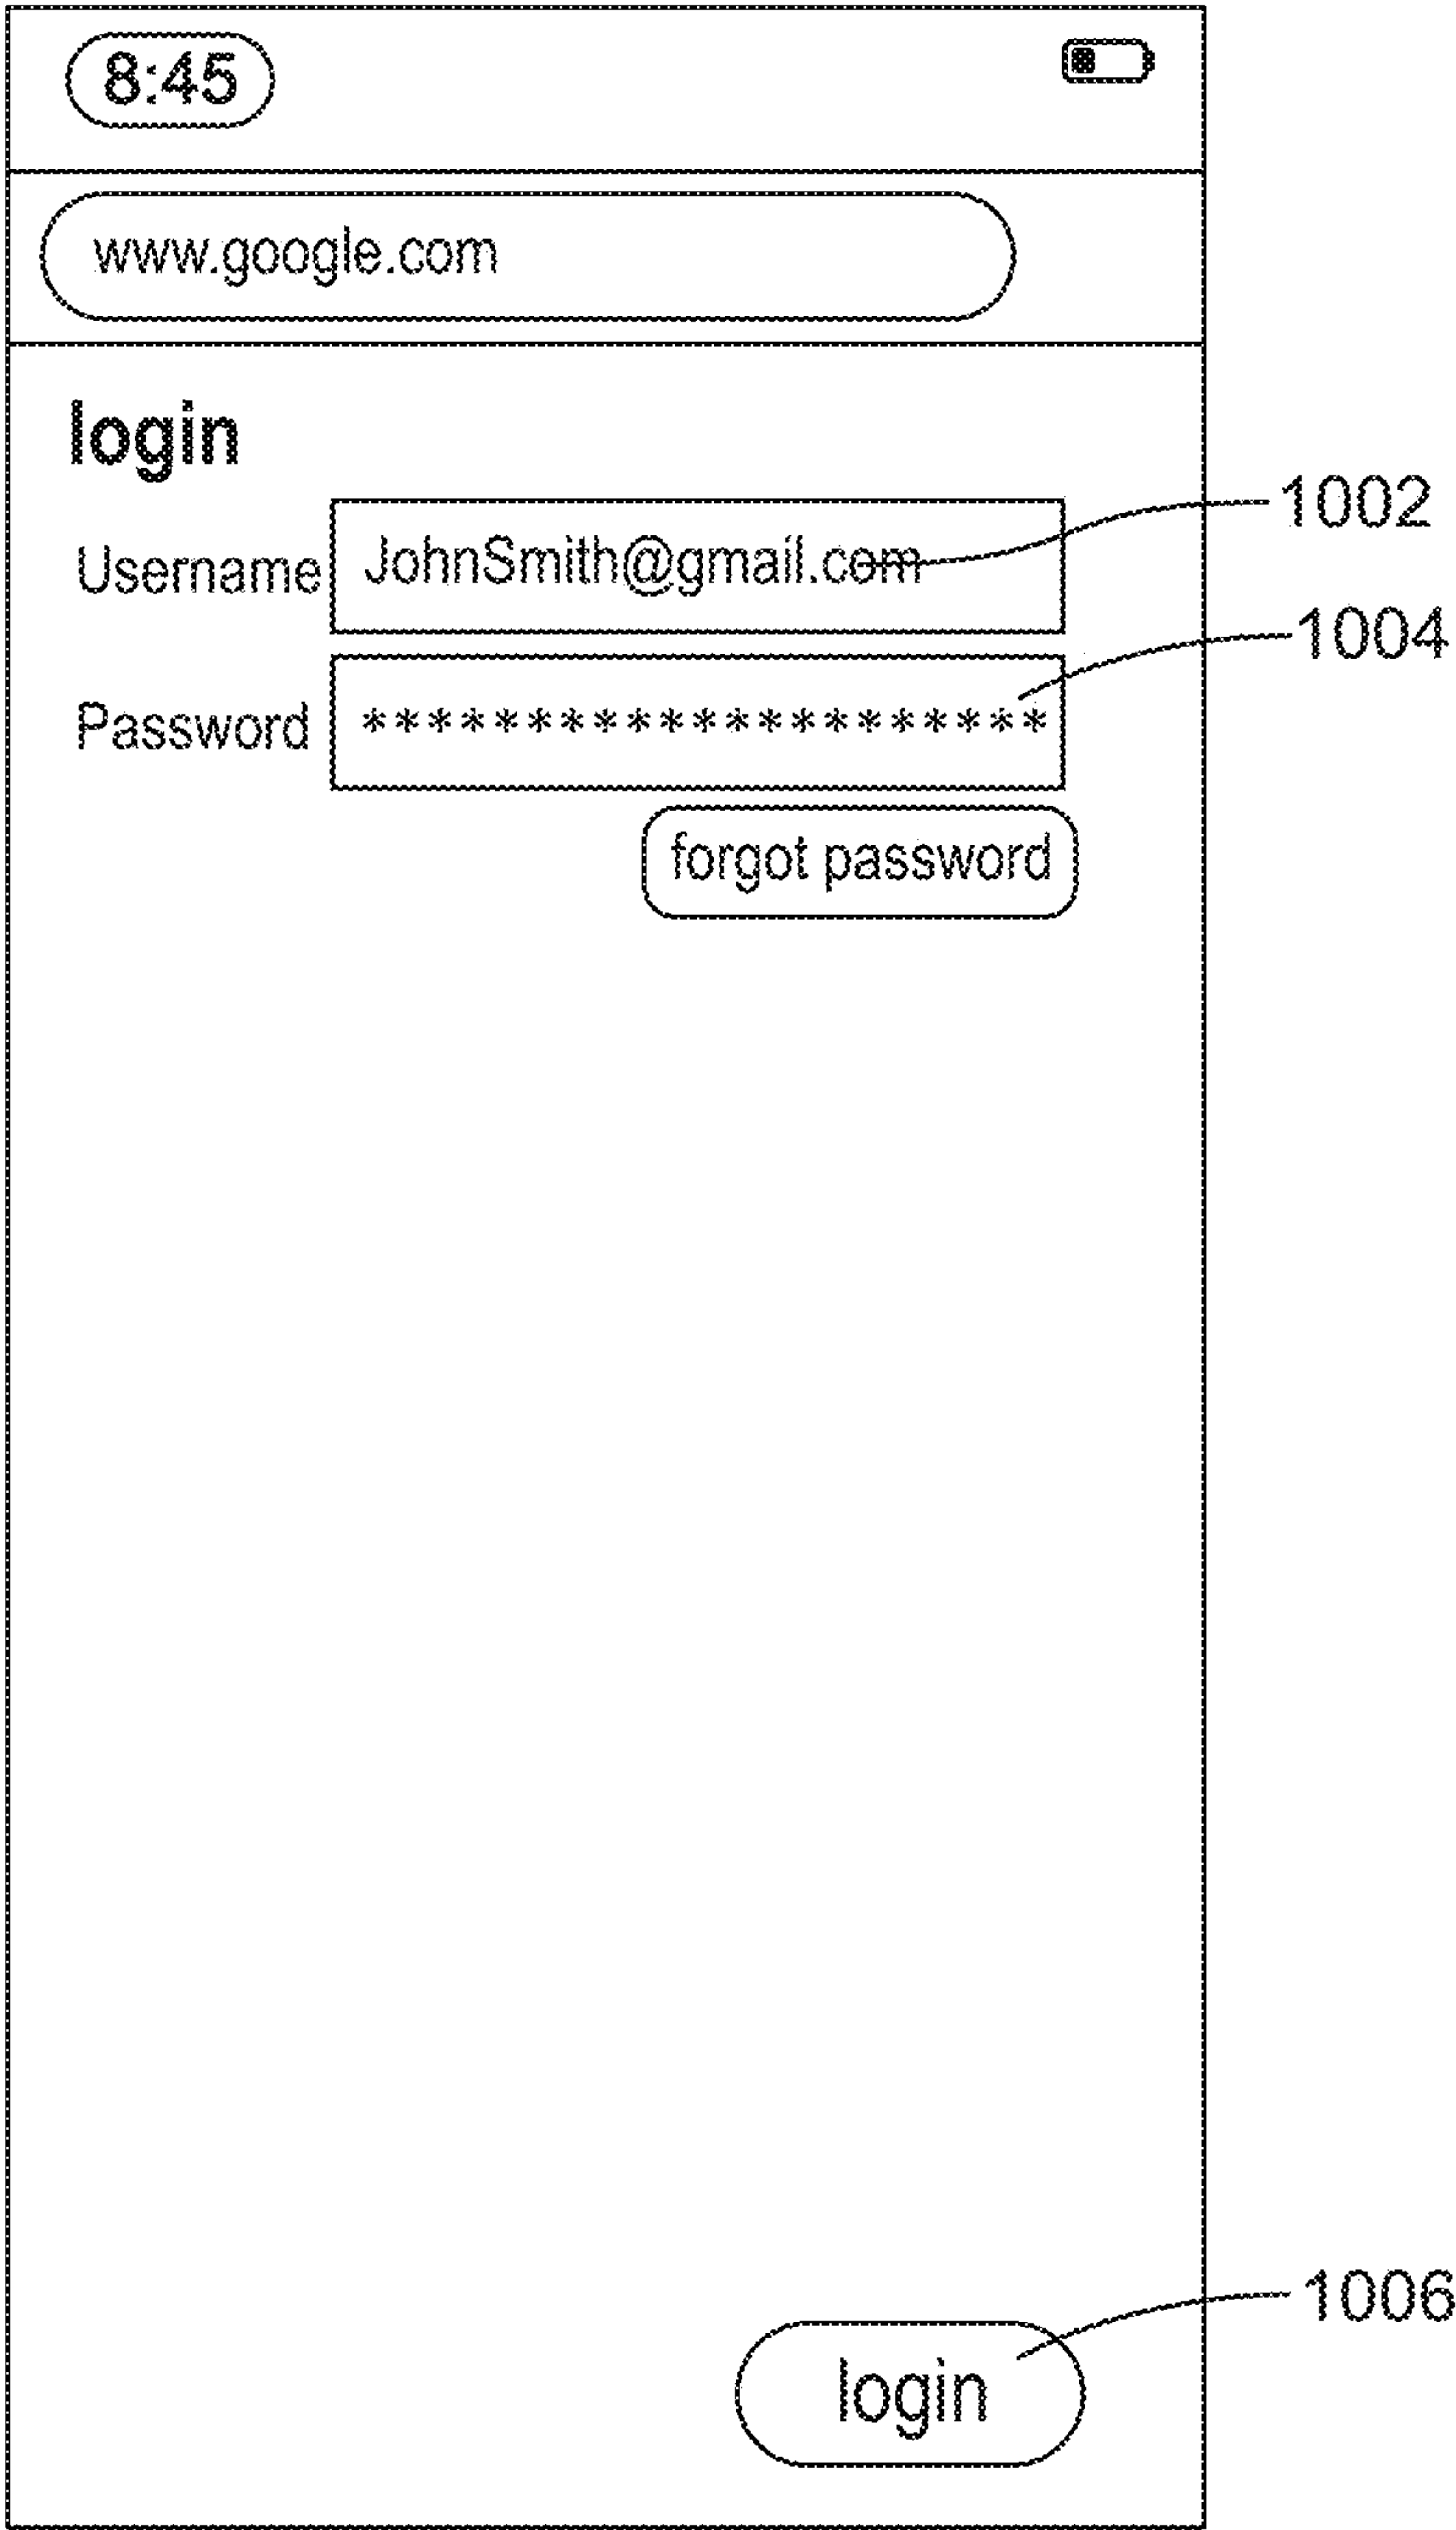 8:45
www.google.com
login
Username JohnSmith@gmail.com 1002
1004
Password *********************
forgot password
1006
login